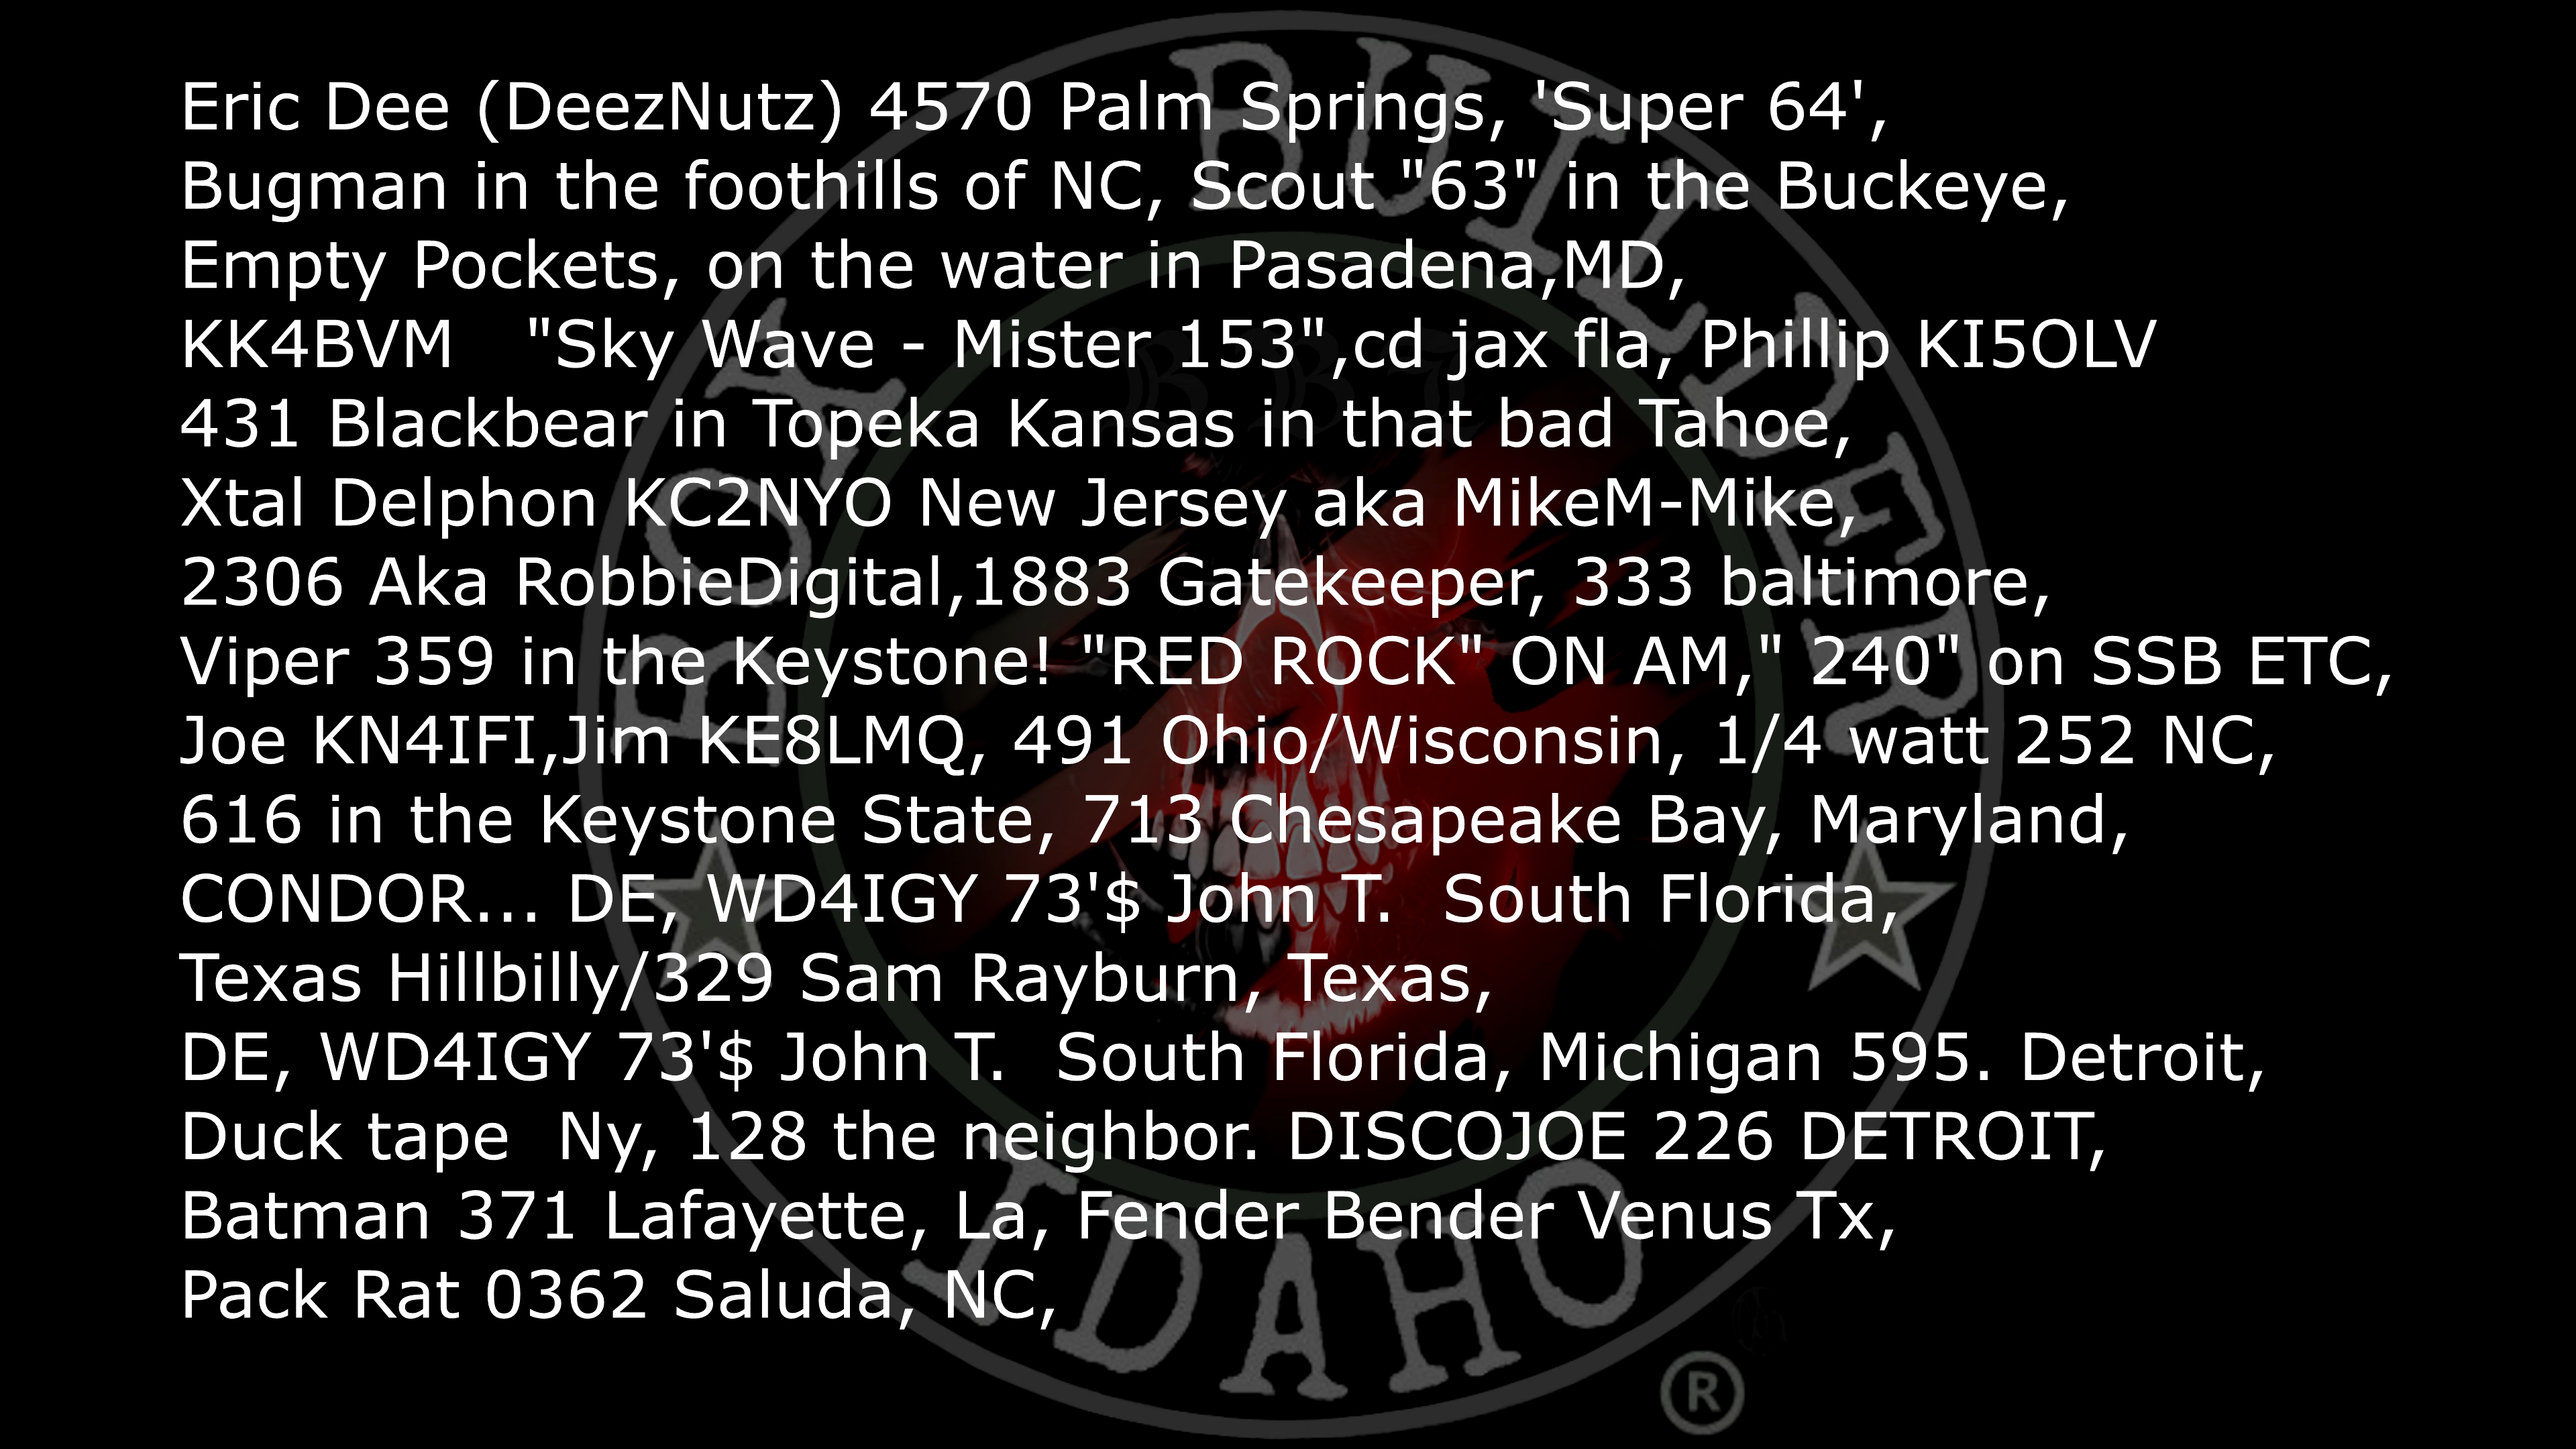 Eric Dee (DeezNutz) 4570 Palm Springs, 'Super 64',
Bugman in the foothills of NC, Scout "63" in the Buckeye,
Empty Pockets, on the water in Pasadena,MD,
KK4BVM   "Sky Wave - Mister 153",cd jax fla, Phillip KI5OLV
431 Blackbear in Topeka Kansas in that bad Tahoe,
Xtal Delphon KC2NYO New Jersey aka MikeM-Mike,
2306 Aka RobbieDigital,1883 Gatekeeper, 333 baltimore,
Viper 359 in the Keystone! "RED ROCK" ON AM," 240" on SSB ETC,
Joe KN4IFI,Jim KE8LMQ, 491 Ohio/Wisconsin, 1/4 watt 252 NC,
616 in the Keystone State, 713 Chesapeake Bay, Maryland,
CONDOR... DE, WD4IGY 73'$ John T.  South Florida,
Texas Hillbilly/329 Sam Rayburn, Texas,
DE, WD4IGY 73'$ John T.  South Florida, Michigan 595. Detroit,
Duck tape  Ny, 128 the neighbor. DISCOJOE 226 DETROIT,
Batman 371 Lafayette, La, Fender Bender Venus Tx,
Pack Rat 0362 Saluda, NC,
BOY BUILDER
IDAHO
®